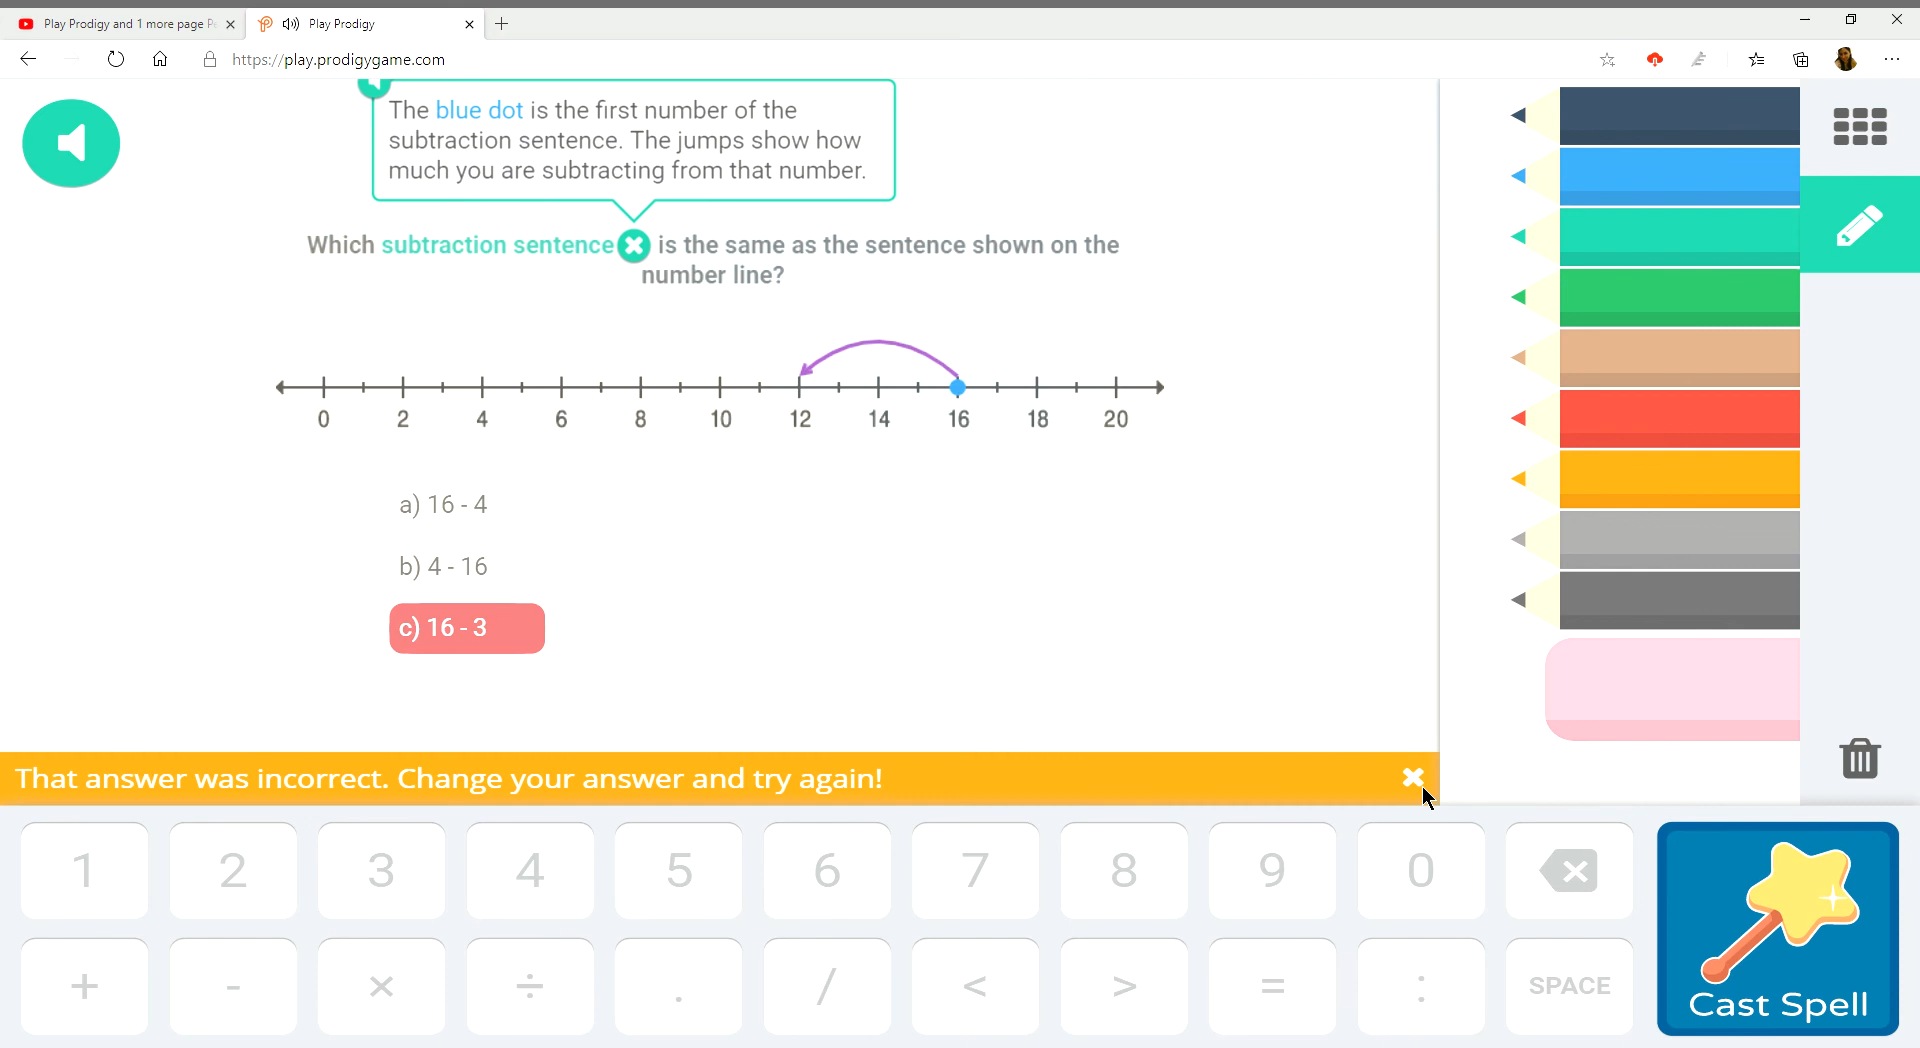 Play Prodigy and 1 more page
Play Prodigy
https://play.prodigygame.com
The blue dot is the first number of the
subtraction sentence. The jumps show how
much you are subtracting from that number.
Which subtraction sentence is the same as the sentence shown on the
number line?
0 2 4 6 8 10 12 14 16 18 20
a) 16 - 4
b) 4 - 16
c) 16 - 3
That answer was incorrect. Change your answer and try again!
1 2 3 4 5 6 7 8 9 0
+ - × ÷ . / < > = : SPACE
Cast Spell